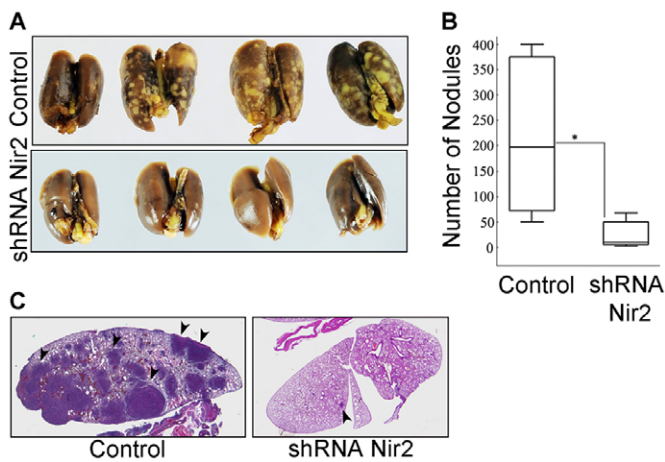 A
Control
shRNA Nir2
B
Number of Nodules
400
350
300
250
200
150
100
50
0
*
Control
shRNA
Nir2
C
Control
shRNA Nir2